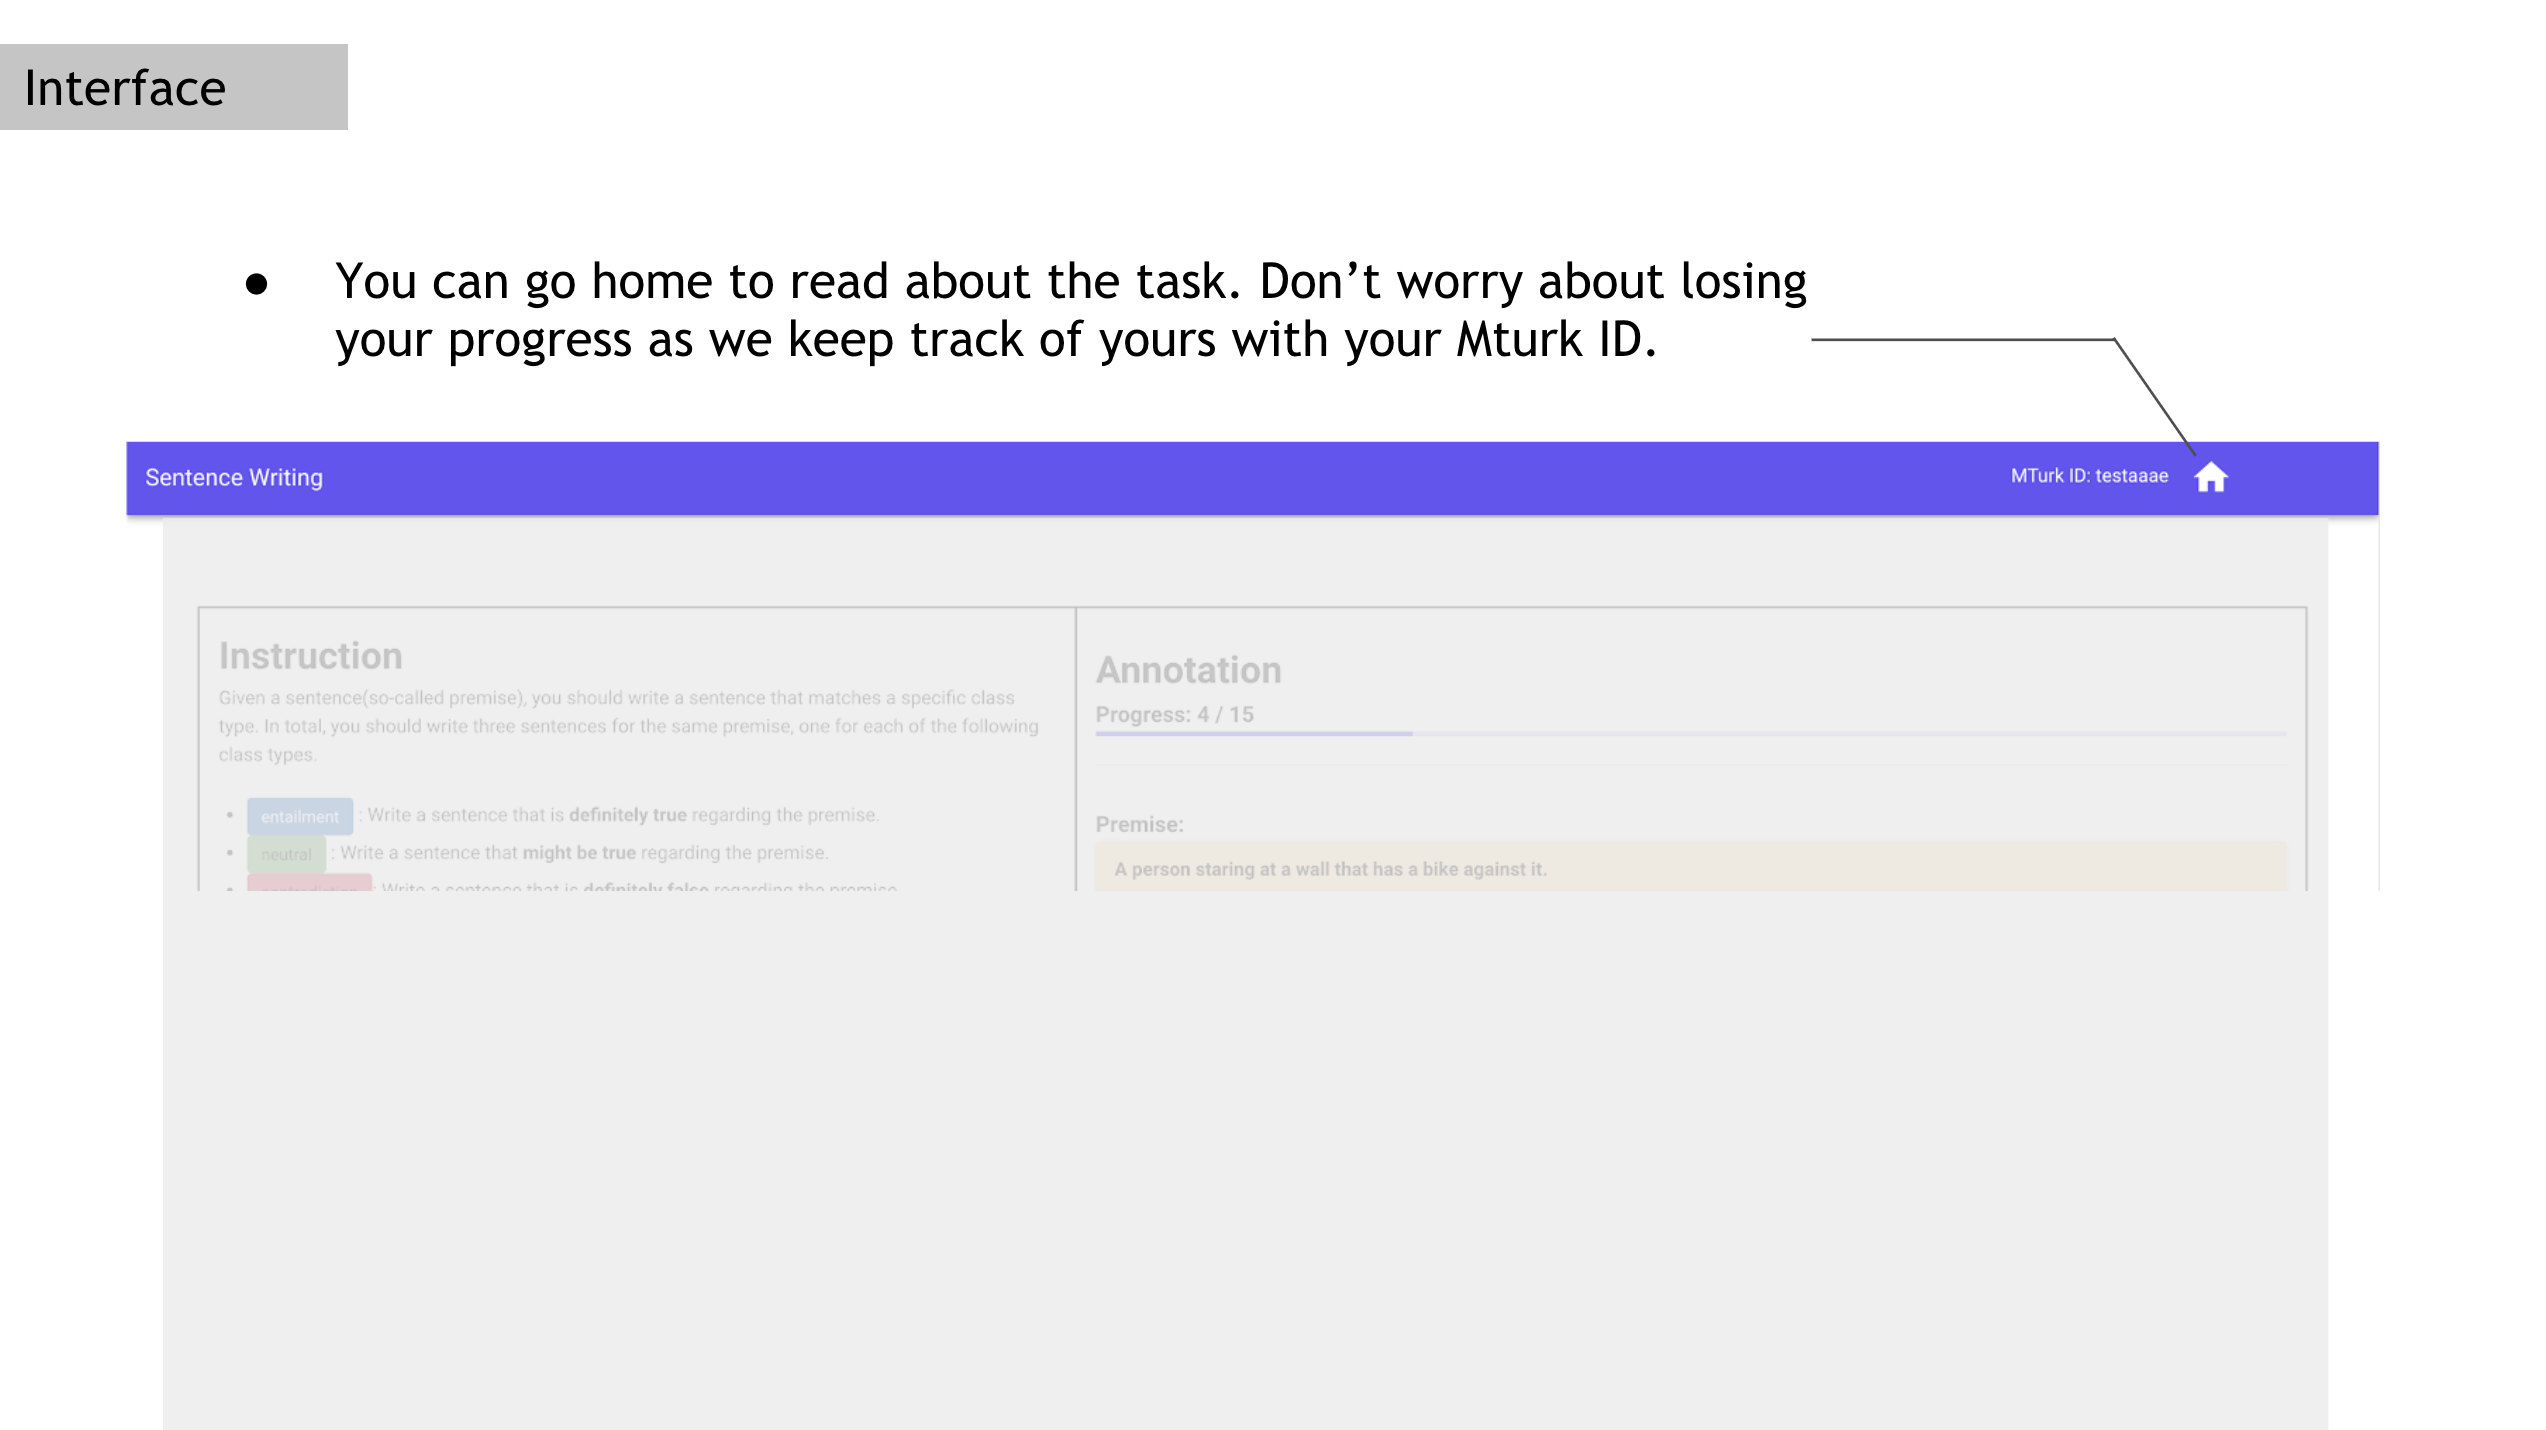 Interface
● You can go home to read about the task. Don’t worry about losing
your progress as we keep track of yours with your Mturk ID.
Sentence Writing
MTurk ID: testaaae
Instruction
Given a sentence(so-called premise), you should write a sentence that matches a specific class
type. In total, you should write three sentences for the same premise, one for each of the following
class types.
• entailment : Write a sentence that is definitely true regarding the premise.
• neutral : Write a sentence that might be true regarding the premise.
• contradiction : Write a sentence that is definitely false regarding the premise.
Annotation
Progress: 4 / 15
Premise:
A person staring at a wall that has a bike against it.